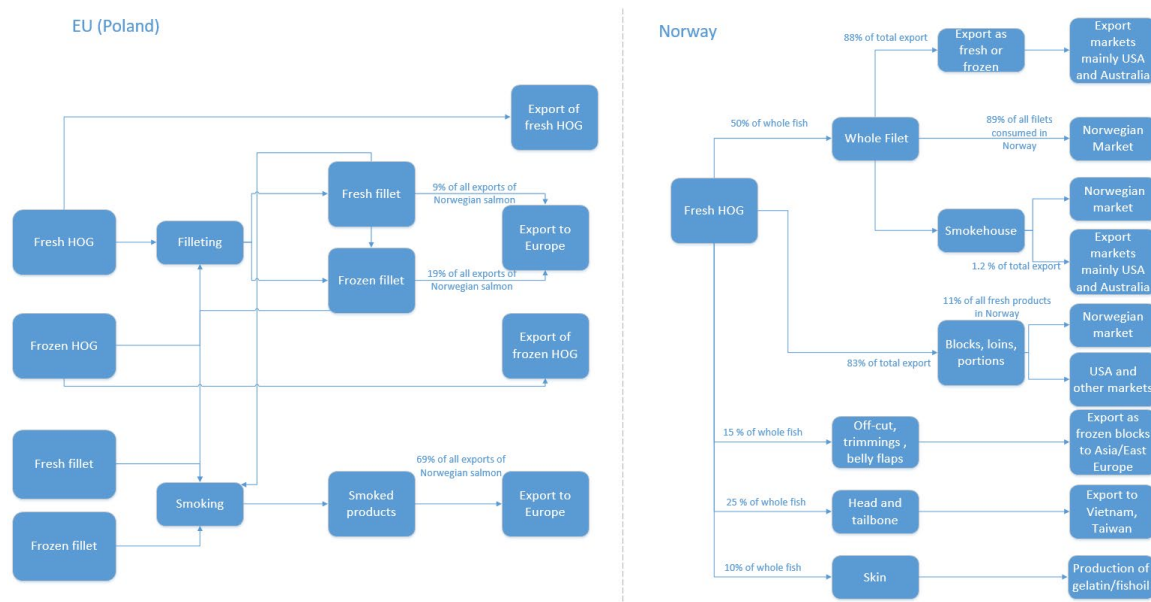 EU (Poland)
Export of
fresh HOG
Fresh fillet
9% of all exports of
Norwegian salmon
Fresh HOG
Filleting
Export to
Europe
Frozen fillet
19% of all exports of
Norwegian salmon
Frozen HOG
Export of
frozen HOG
Fresh fillet
69% of all exports of
Norwegian salmon
Smoking
Smoked
products
Export to
Europe
Frozen fillet
Norway
88% of total export
Export as
fresh or
frozen
Export
markets
mainly USA
and Australia
50% of whole fish
Whole Filet
89% of all filets
consumed in
Norway
Norwegian
Market
Fresh HOG
Smokehouse
Norwegian
market
1.2 % of total export
Export
markets
mainly USA
and Australia
11% of all fresh products
in Norway
83% of total export
Blocks, loins,
portions
Norwegian
market
USA and
other markets
15 % of whole fish
Off-cut,
trimmings ,
belly flaps
Export as
frozen blocks
to Asia/East
Europe
25 % of whole fish
Head and
tailbone
Export to
Vietnam,
Taiwan
10% of whole fish
Skin
Production of
gelatin/fishoil